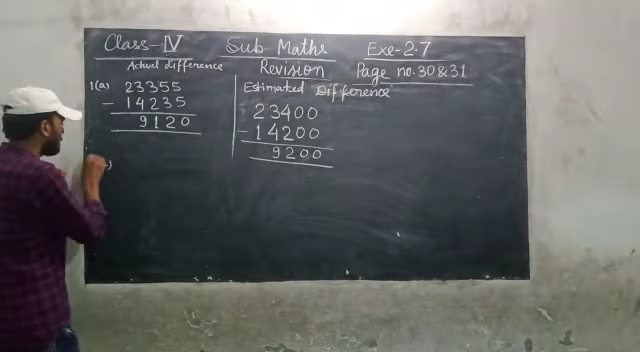 Class-IV Sub- Maths Exe-2.7
Actual difference Revision Page no.30&31
1(a) 23355
- 14235
9120
Estimated Difference
23400
- 14200
9200